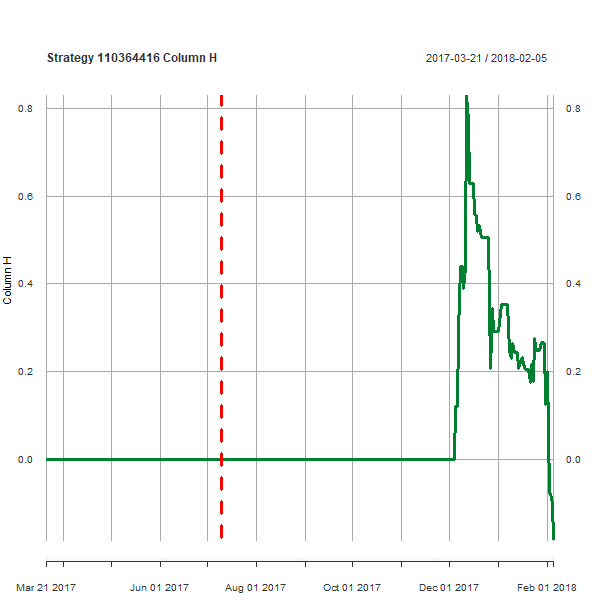 Strategy 110364416 Column H 2017-03-21 / 2018-02-05
0.8 0.8
0.6 0.6
0.4 0.4
Column H
0.2 0.2
0.0 0.0
Mar 21 2017 Jun 01 2017 Aug 01 2017 Oct 01 2017 Dec 01 2017 Feb 01 2018